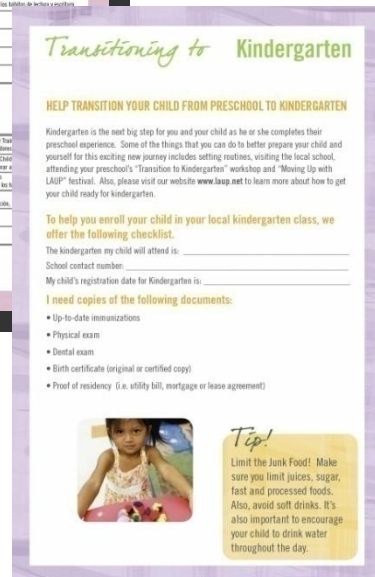 los hábitos de lectura y escritura
Transitioning to Kindergarten
HELP TRANSITION YOUR CHILD FROM PRESCHOOL TO KINDERGARTEN
Kindergarten is the next big step for you and your child as he or she completes their
preschool experience. Some of the things that you can do to better prepare your child and
yourself for this exciting new journey includes setting routines, visiting the local school,
attending your preschool's "Transition to Kindergarten" workshop and "Moving Up with
LAUP" festival. Also, please visit our website www.laup.net to learn more about how to get
your child ready for kindergarten.
To help you enroll your child in your local kindergarten class, we
offer the following checklist.
The kindergarten my child will attend is:
School contact number:
My child's registration date for Kindergarten is:
I need copies of the following documents:
• Up-to-date immunizations
• Physical exam
• Dental exam
• Birth certificate (original or certified copy)
• Proof of residency (i.e. utility bill, mortgage or lease agreement)
Tip!
Limit the Junk Food! Make
sure you limit juices, sugar,
fast and processed foods.
Also, avoid soft drinks. It's
also important to encourage
your child to drink water
throughout the day.